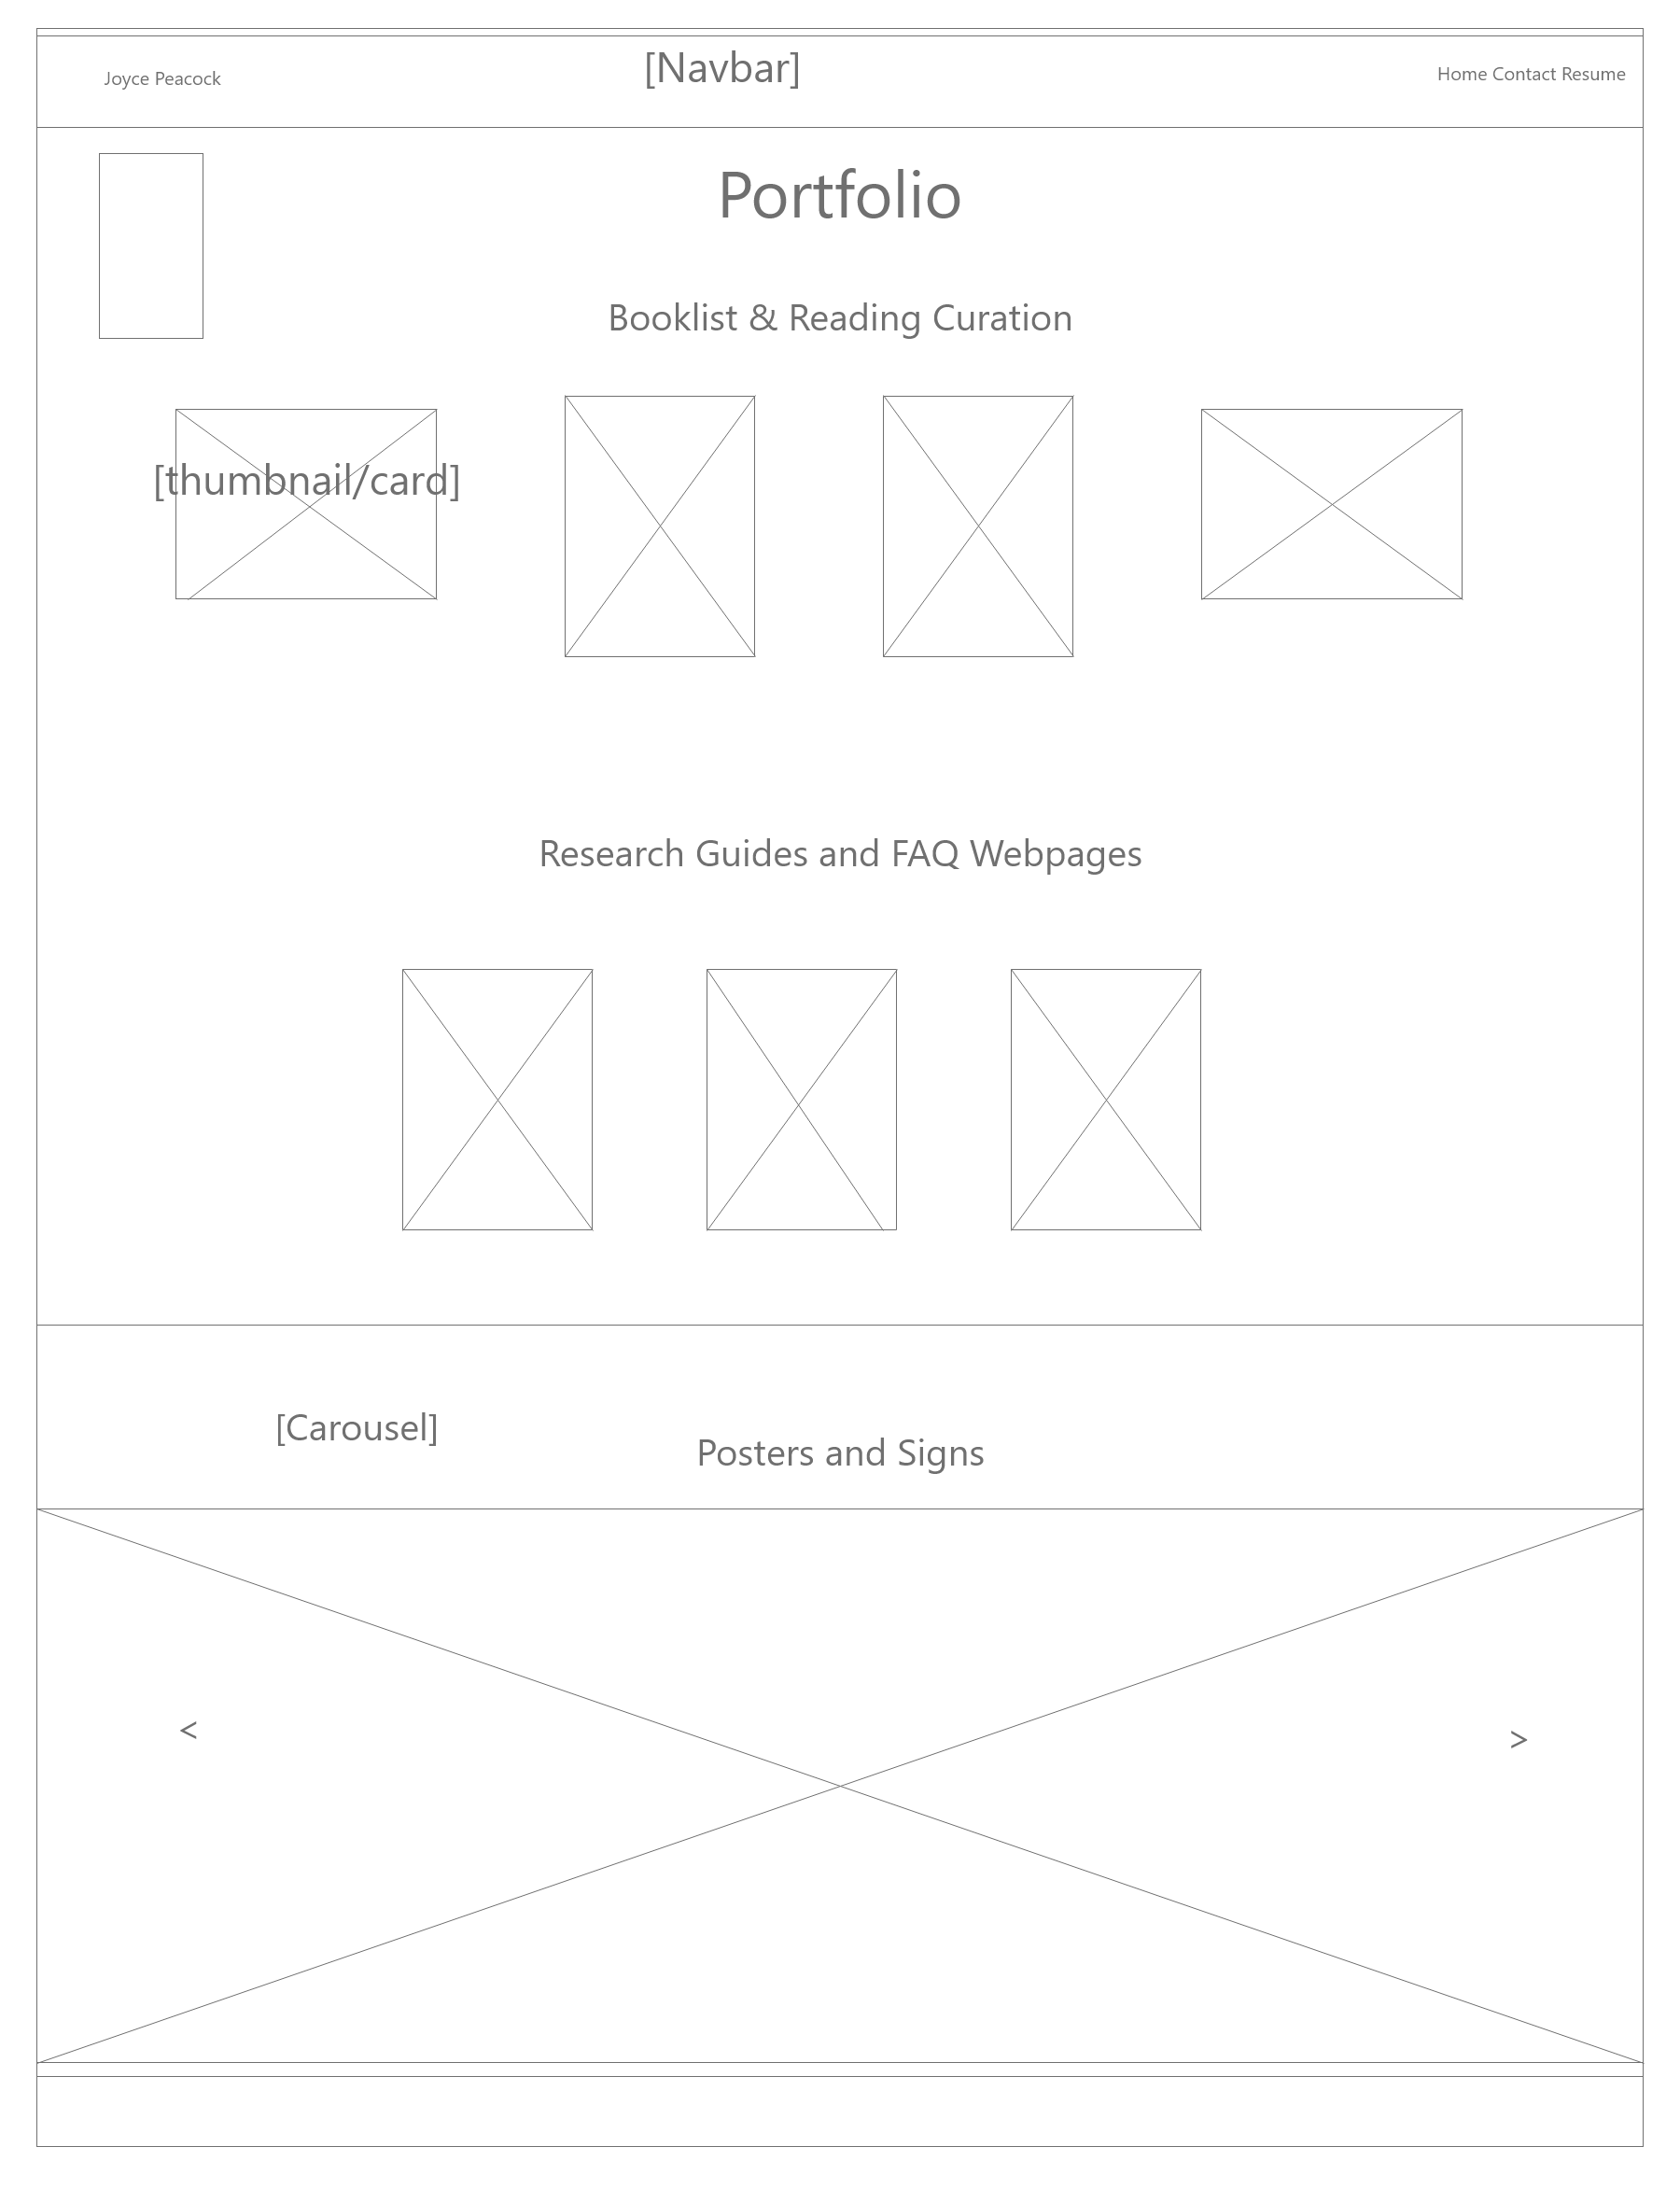 Joyce Peacock
[Navbar]
Home Contact Resume
Portfolio
Booklist & Reading Curation
[thumbnail/card]
Research Guides and FAQ Webpages
[Carousel]
Posters and Signs
<
>